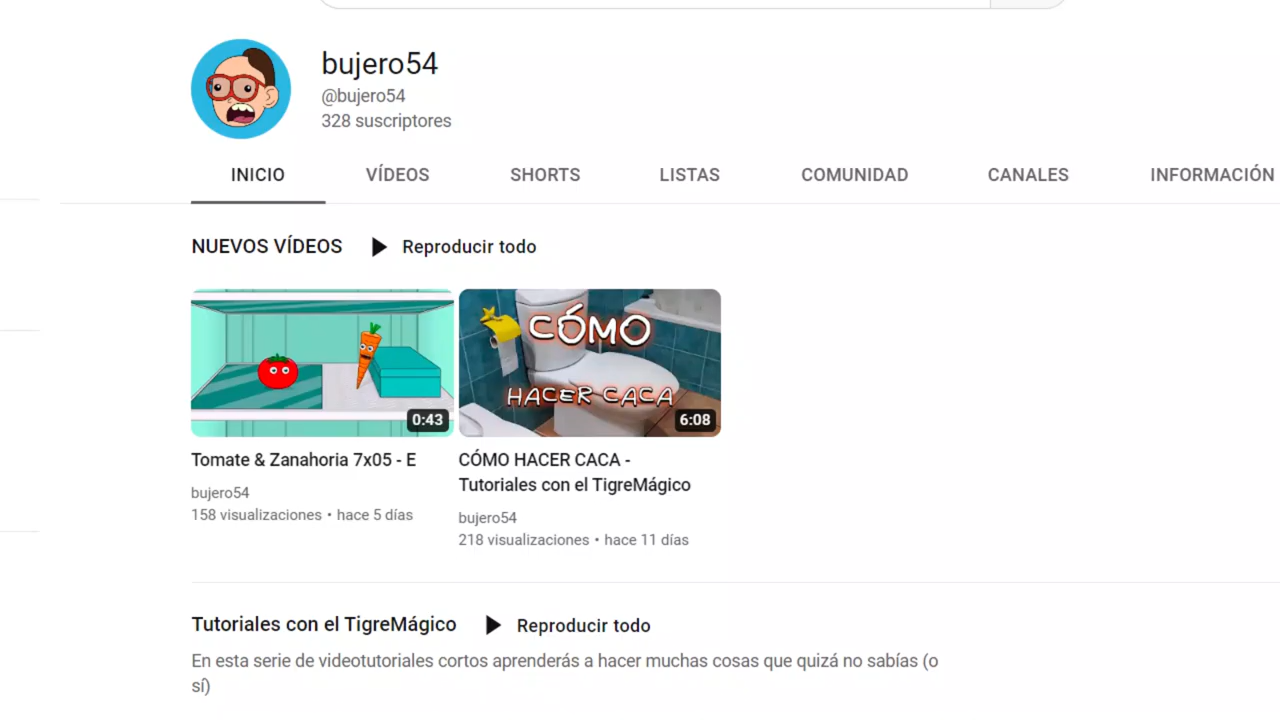 bujero54
@bujero54
328 suscriptores
INICIO VÍDEOS SHORTS LISTAS COMUNIDAD CANALES INFORMACIÓN
NUEVOS VÍDEOS Reproducir todo
CÓMO
HACER CACA
0:43
6:08
Tomate & Zanahoria 7x05 - E
bujero54
158 visualizaciones • hace 5 días
CÓMO HACER CACA -
Tutoriales con el TigreMágico
bujero54
218 visualizaciones • hace 11 días
Tutoriales con el TigreMágico Reproducir todo
En esta serie de videotutoriales cortos aprenderás a hacer muchas cosas que quizá no sabías (o
sí)